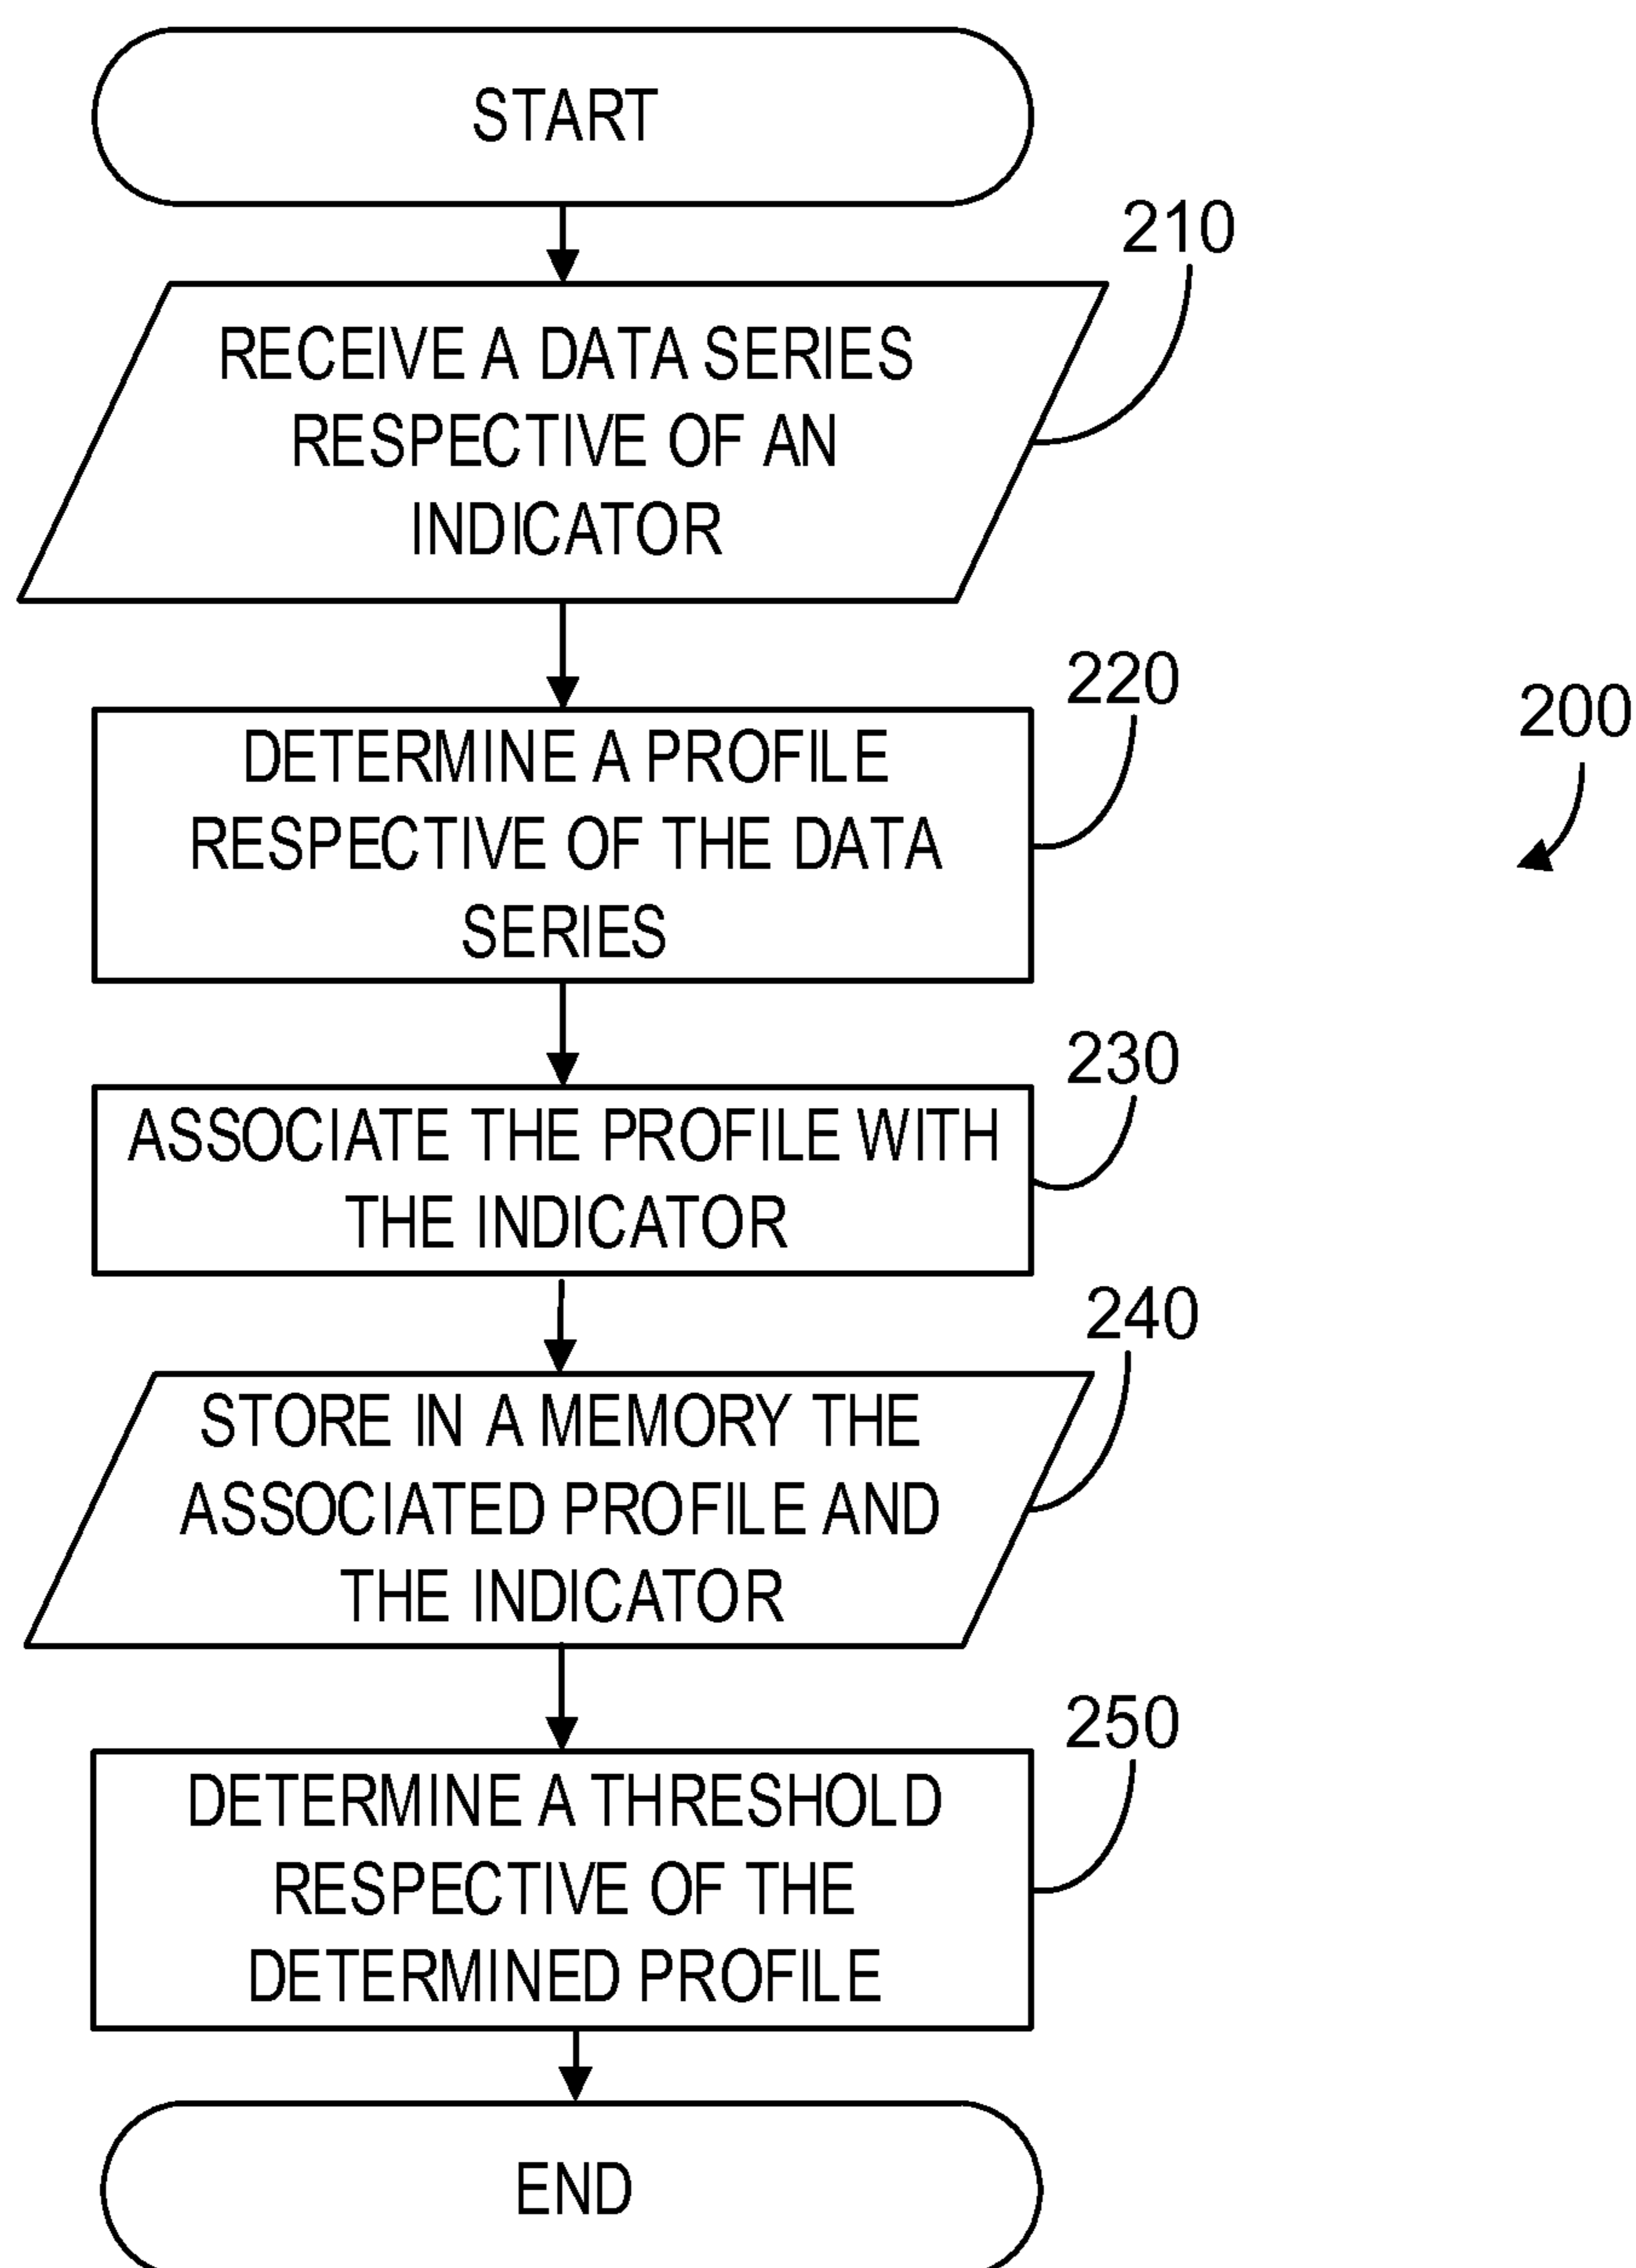 START
210
RECEIVE A DATA SERIES
RESPECTIVE OF AN
INDICATOR
220
200
DETERMINE A PROFILE
RESPECTIVE OF THE DATA
SERIES
230
ASSOCIATE THE PROFILE WITH
THE INDICATOR
240
STORE IN A MEMORY THE
ASSOCIATED PROFILE AND
THE INDICATOR
250
DETERMINE A THRESHOLD
RESPECTIVE OF THE
DETERMINED PROFILE
END